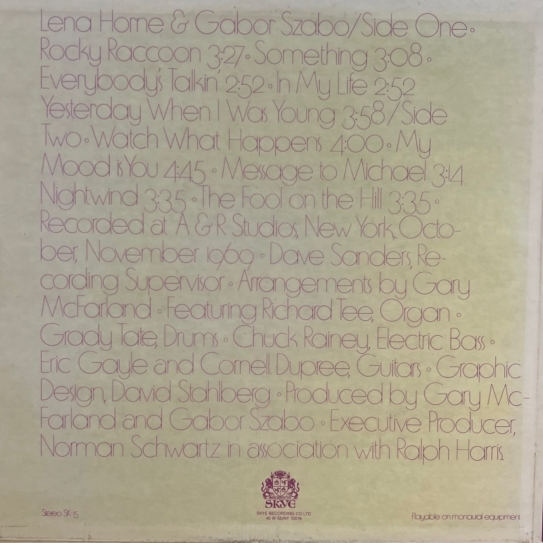 Lena Horne & Gabor Szabo/Side One•
Rocky Raccoon 3:27•Something 3:08•
Everybody's Talkin' 2:52•In My Life 2:52
Yesterday When I Was Young 3:58/Side
Two•Watch What Happens 4:00•My
Mood is You 4:45•Message to Michael 3:14
Nightwind 3:35•The Fool on the Hill 3:35•
Recorded at A & R Studios, New York, Octo-
ber, November 1969•Dave Sanders, Re-
cording Supervisor•Arrangements by Gary
McFarland•Featuring Richard Tee, Organ•
Grady Tate, Drums•Chuck Rainey, Electric Bass•
Eric Gayle and Cornell Dupree, Guitars•Graphic
Design, David Stahlberg•Produced by Gary Mc-
Farland and Gabor Szabo•Executive Producer,
Norman Schwartz in association with Ralph Harris
SKYE
SKYE RECORDING CO LTD
Stereo SK-15
Playable on monaural equipment